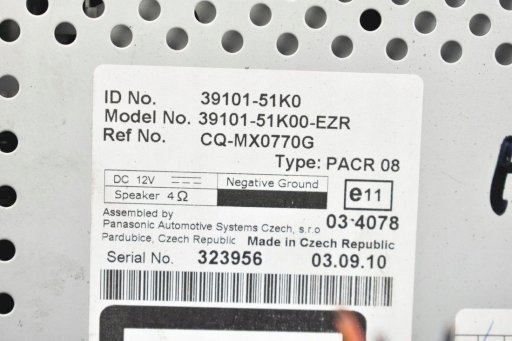 ID No. 39101-51K0
Model No. 39101-51K00-EZR
Ref No. CQ-MX0770G
Type: PACR 08
DC 12V Negative Ground
Speaker 4Ω
e11
Assembled by
Panasonic Automotive Systems Czech, s.r.o 03 4078
Pardubice, Czech Republic Made in Czech Republic
Serial No. 323956 03.09.10